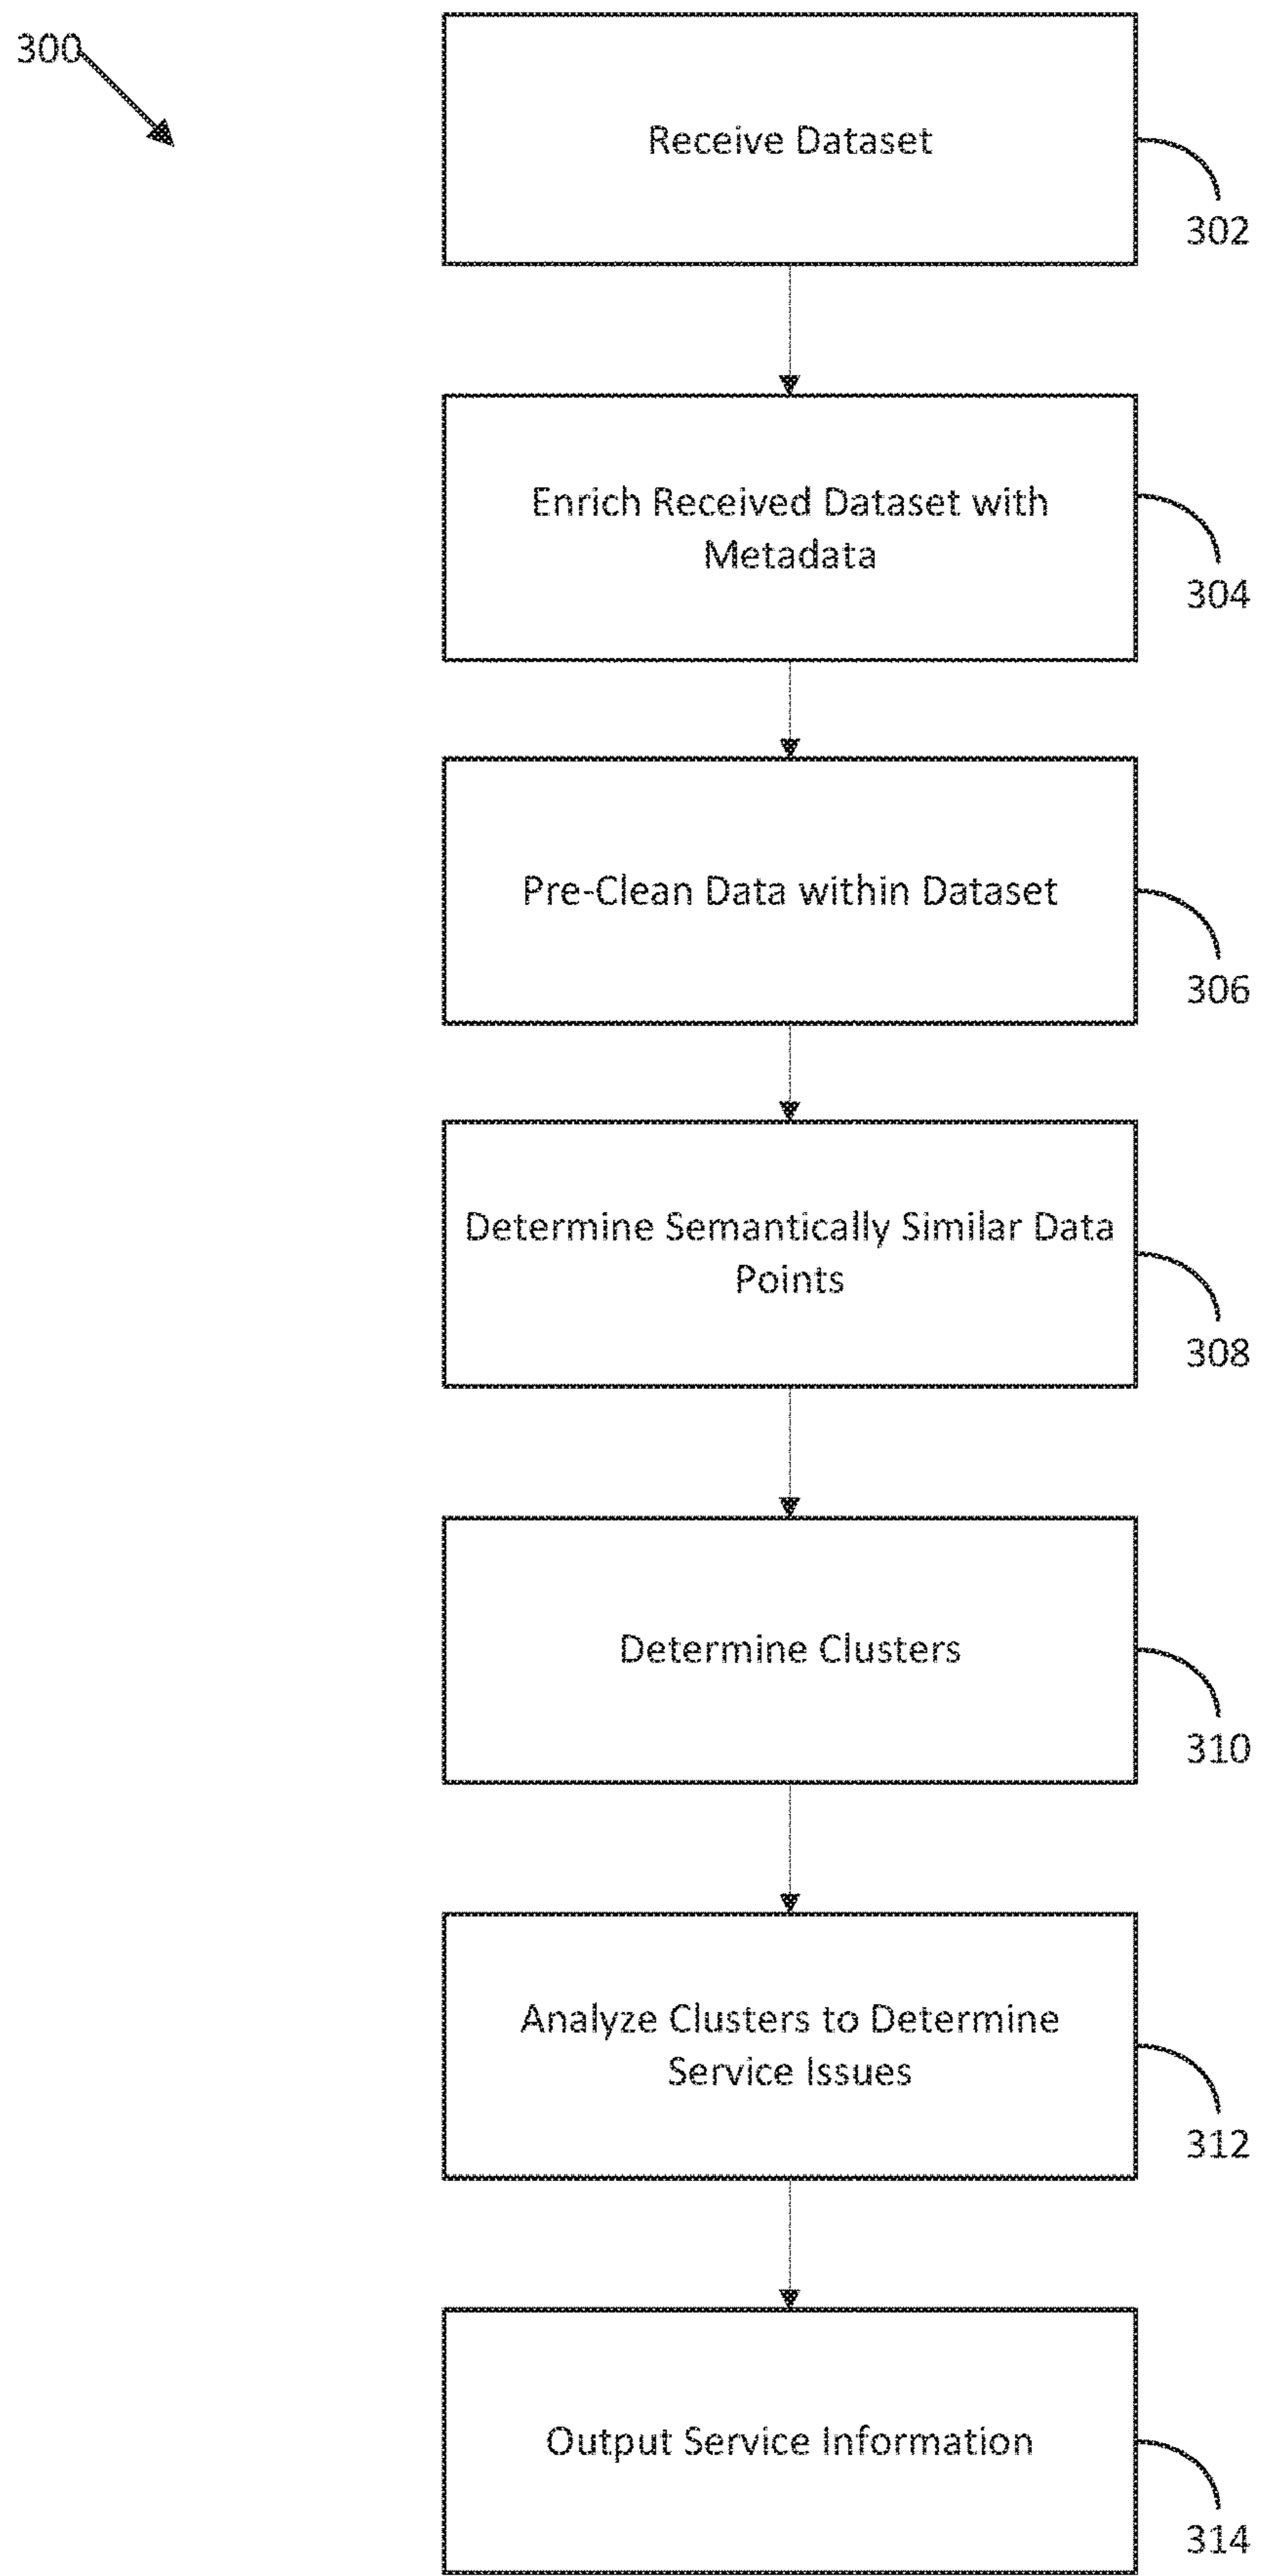 300
Receive Dataset
302
Enrich Received Dataset with
Metadata
304
Pre-Clean Data within Dataset
306
Determine Semantically Similar Data
Points
308
Determine Clusters
310
Analyze Clusters to Determine
Service Issues
312
Output Service Information
314